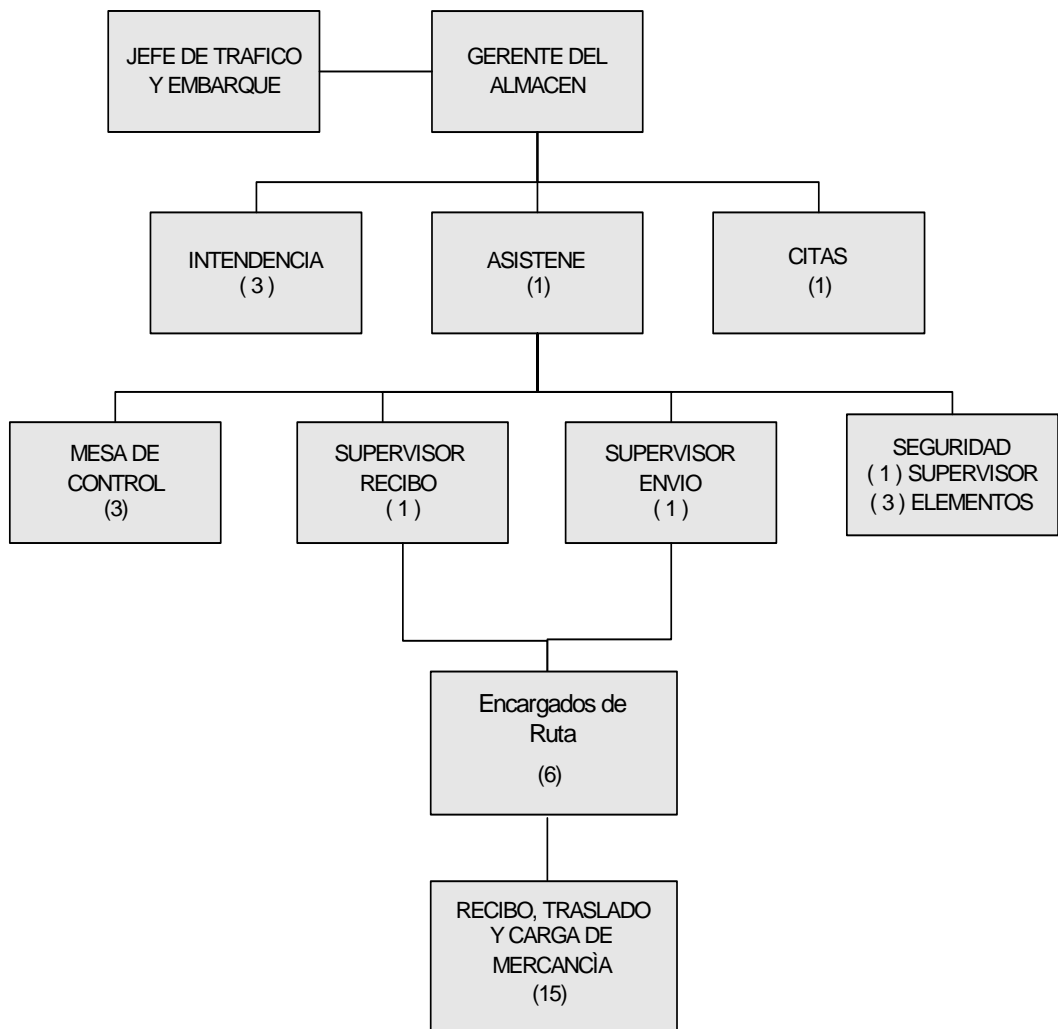 JEFE DE TRAFICO
Y EMBARQUE
GERENTE DEL
ALMACEN
INTENDENCIA
( 3 )
ASISTENE
(1)
CITAS
(1)
MESA DE
CONTROL
(3)
SUPERVISOR
RECIBO
( 1 )
SUPERVISOR
ENVIO
( 1 )
SEGURIDAD
( 1 ) SUPERVISOR
( 3 ) ELEMENTOS
Encargados de
Ruta
(6)
RECIBO, TRASLADO
Y CARGA DE
MERCANCÌA
(15)